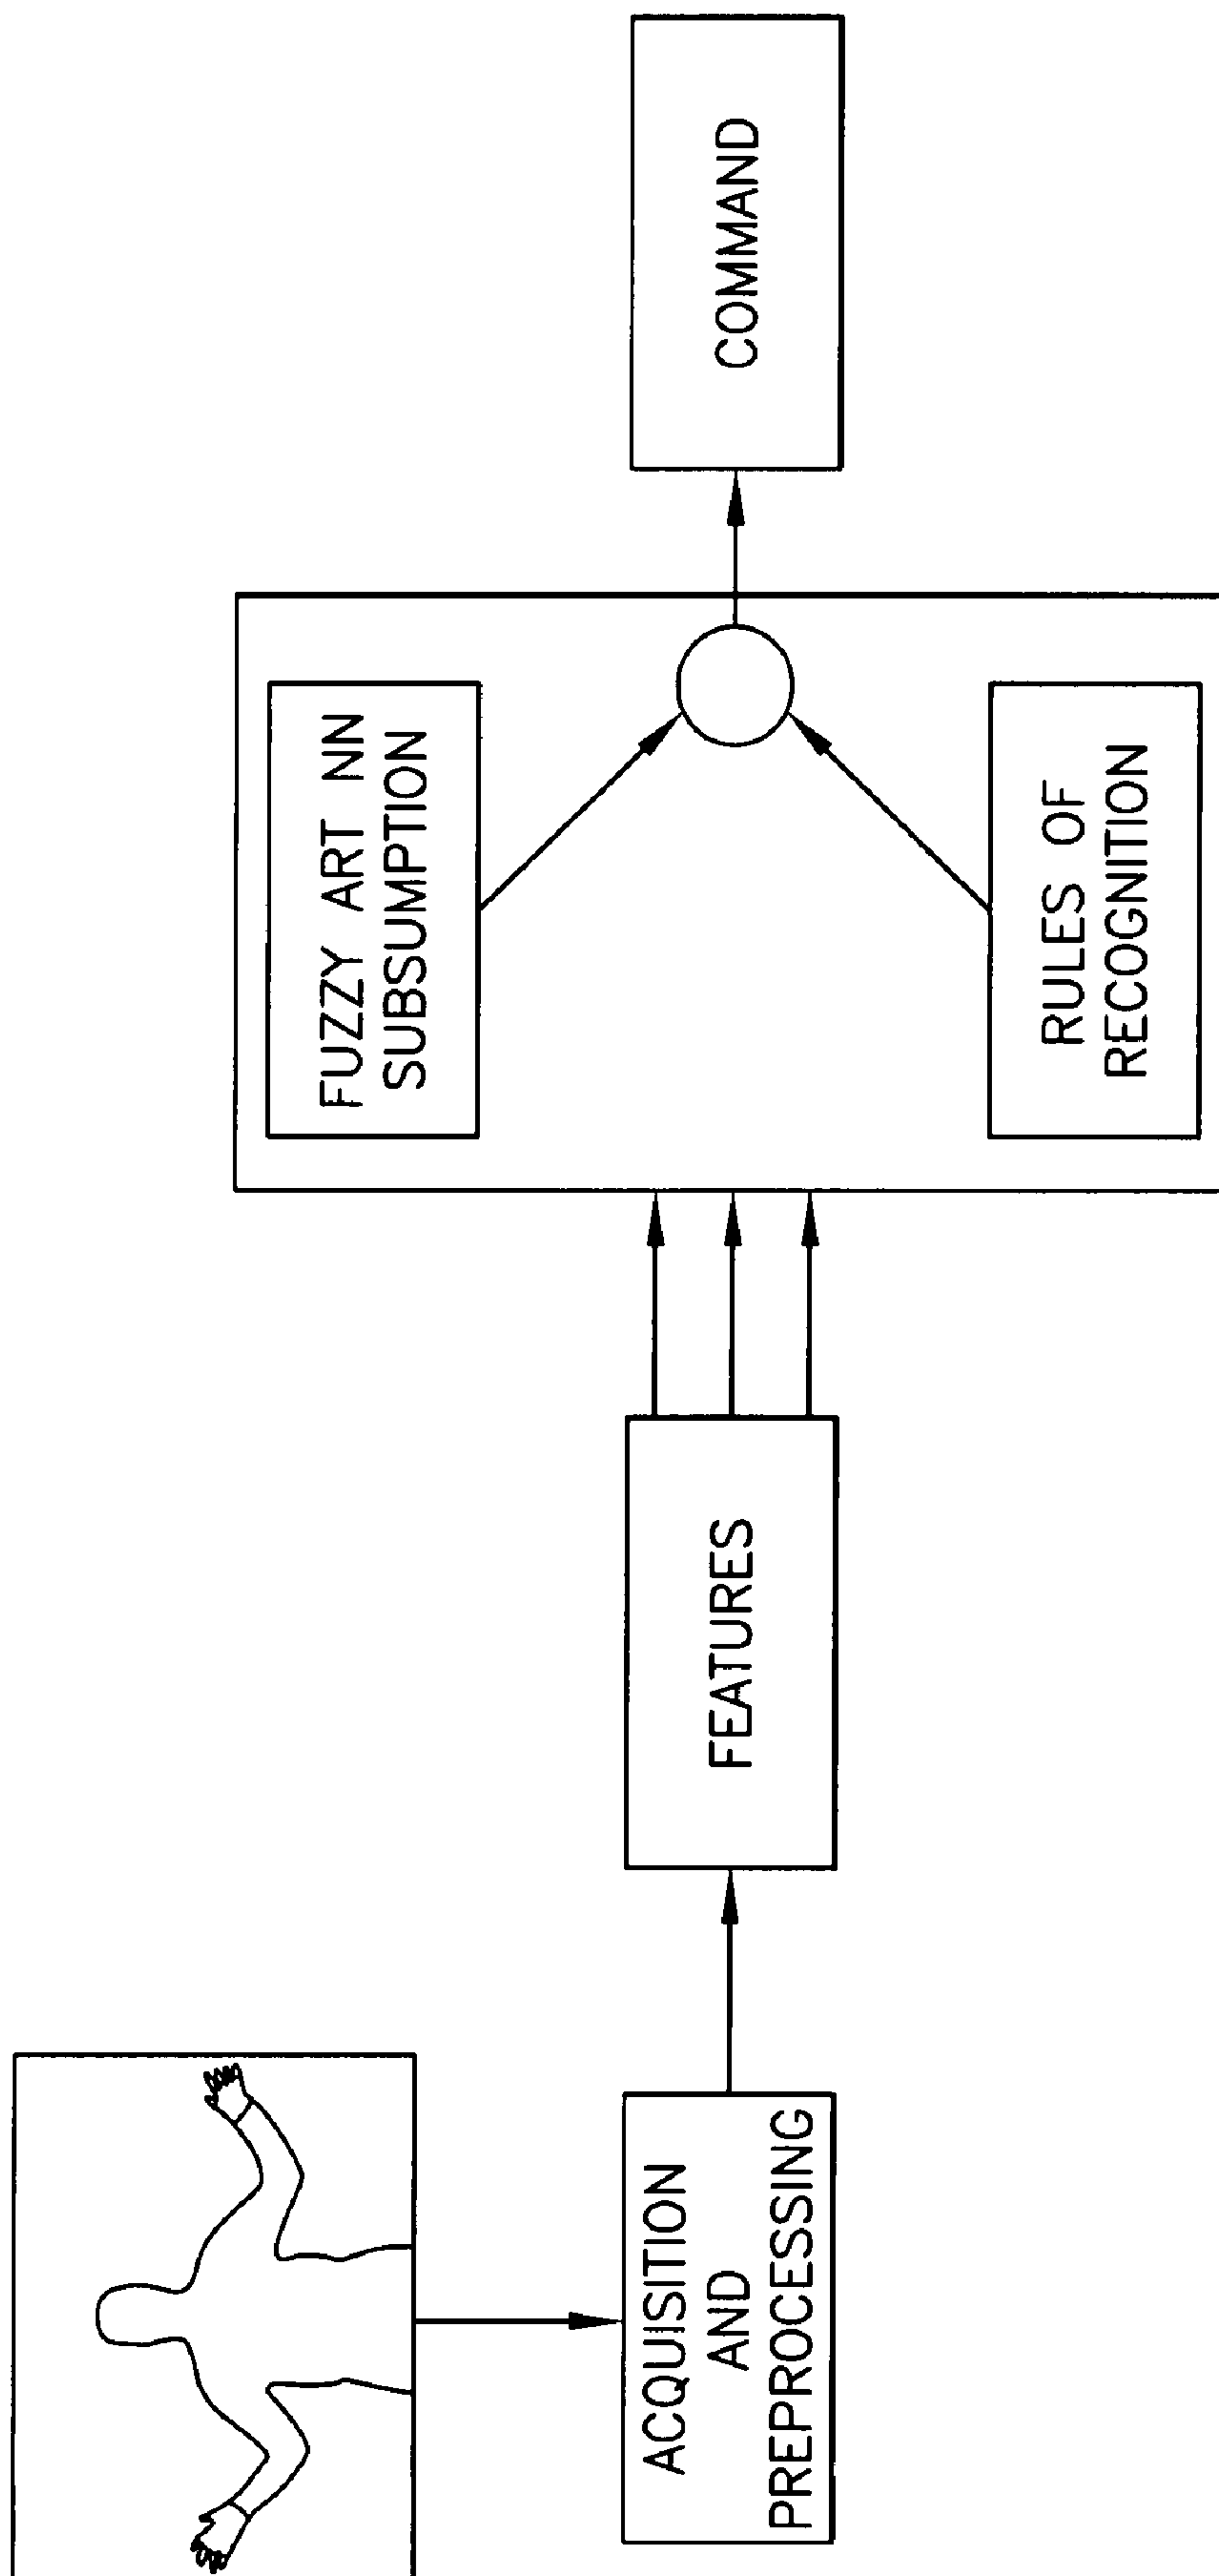 ACQUISITION
AND
PREPROCESSING
FEATURES
FUZZY ART NN
SUBSUMPTION
RULES OF
RECOGNITION
COMMAND